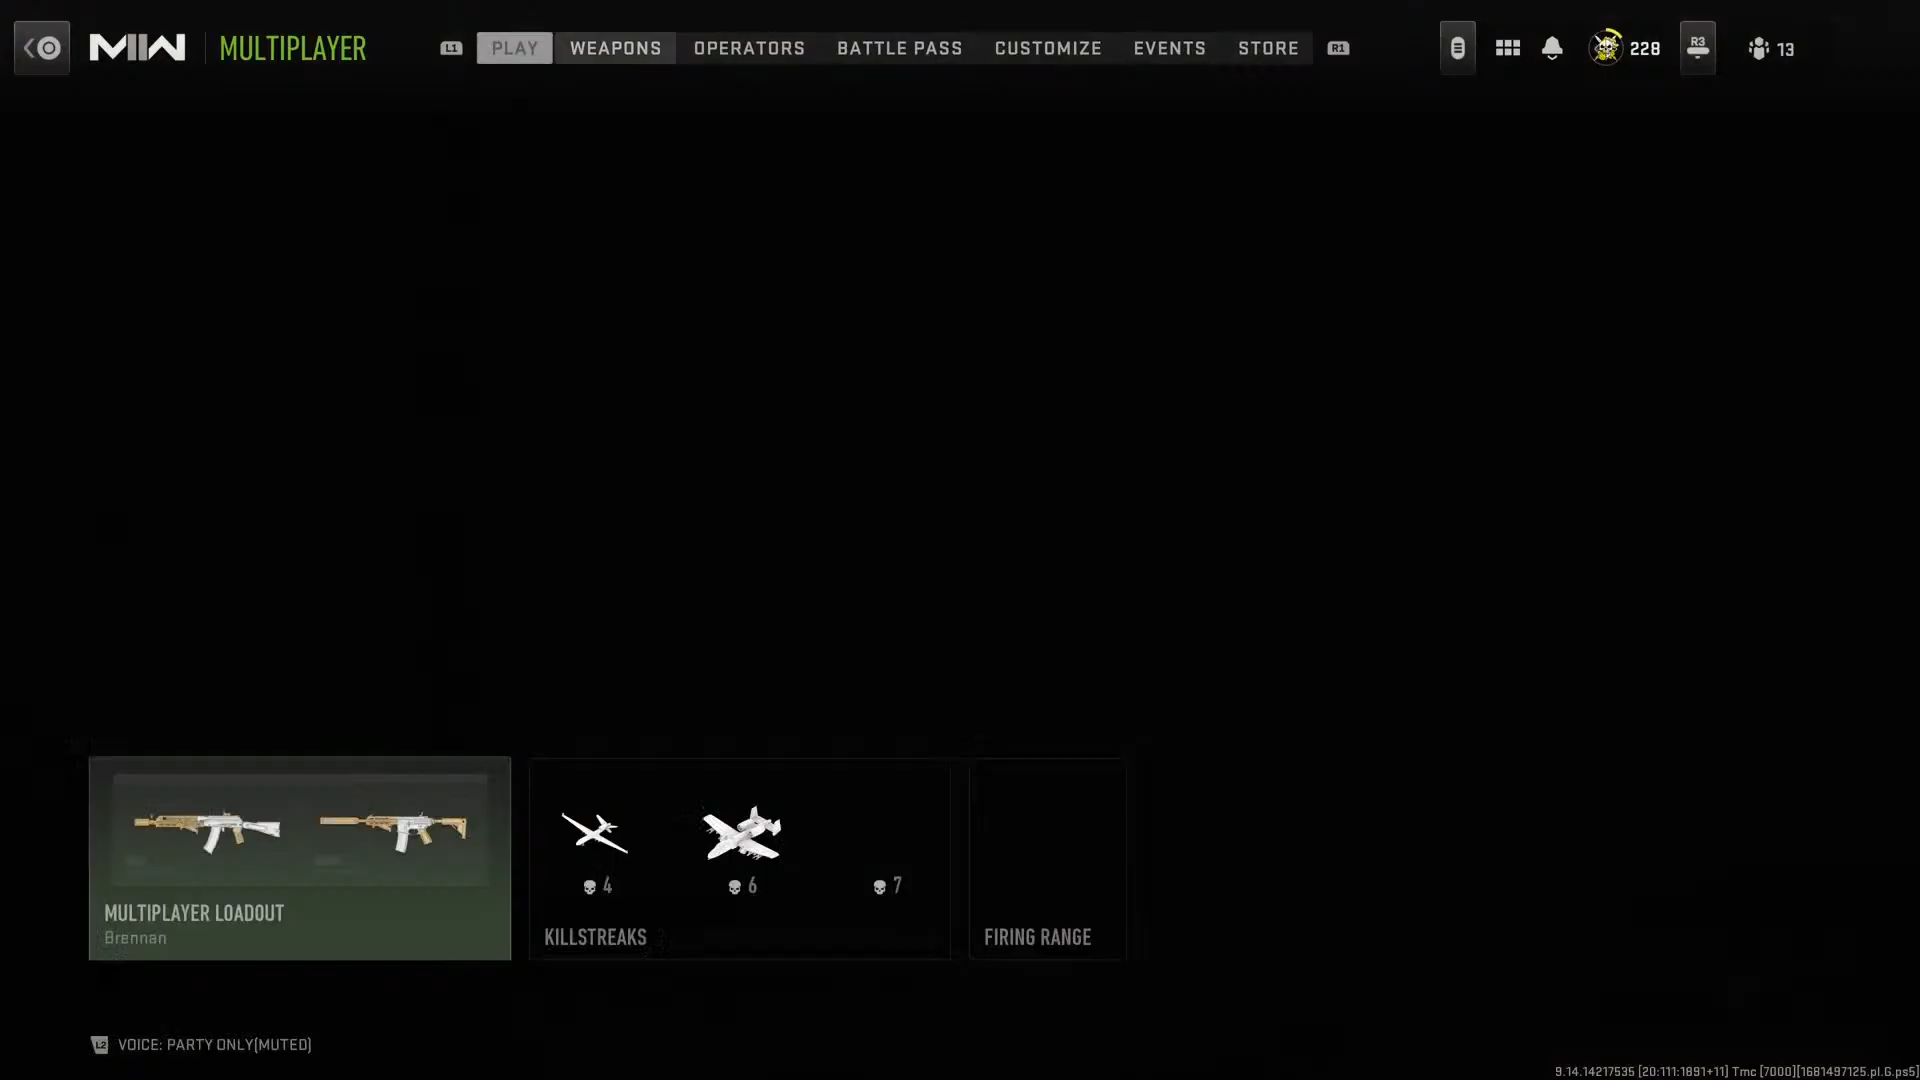 MIIW MULTIPLAYER L1 PLAY WEAPONS OPERATORS BATTLE PASS CUSTOMIZE EVENTS STORE R1 228 R3 13
4 6 7
MULTIPLAYER LOADOUT
Brennan
KILLSTREAKS
FIRING RANGE
L2 VOICE: PARTY ONLY(MUTED)
9.14.14217535 [20:111:1891+11] Tmc [7000][1681497125.pl.G.ps5]